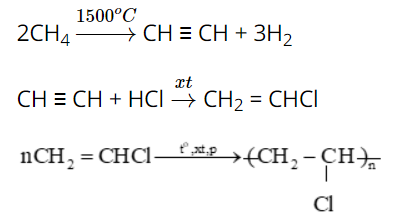 2CH₄ —1500°C→ CH ≡ CH + 3H₂
CH ≡ CH + HCl —xt→ CH₂ = CHCl
nCH₂ = CHCl —t°,xt,p→ (CH₂ – CH)ₙ
Cl